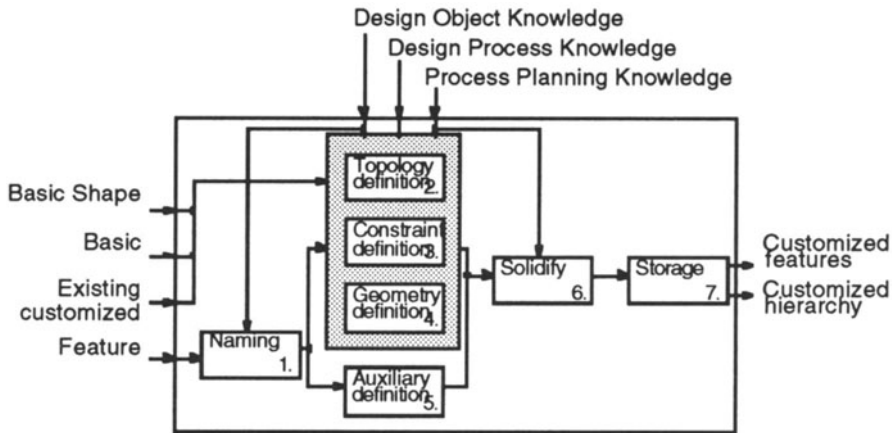 Design Object Knowledge
Design Process Knowledge
Process Planning Knowledge
Basic Shape
Basic
Existing
customized
Feature
Naming
1.
Topology
definition
2.
Constraint
definition
3.
Geometry
definition
4.
Auxiliary
definition
5.
Solidify
6.
Storage
7.
Customized
features
Customized
hierarchy